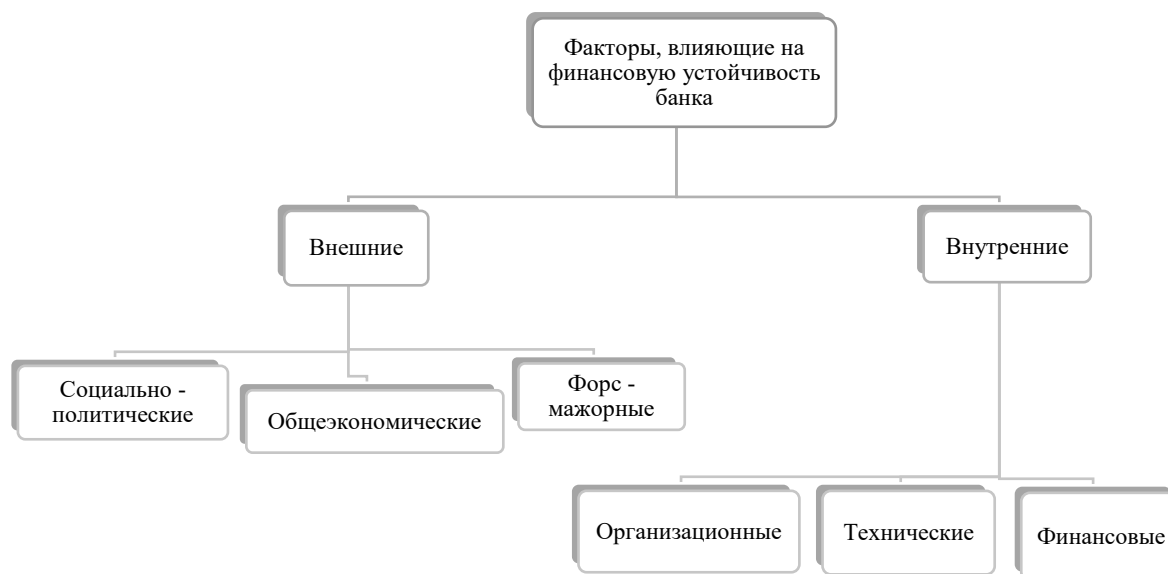 Факторы, влияющие на
финансовую устойчивость
банка
Внешние
Внутренние
Социально -
политические
Общеэкономические
Форс -
мажорные
Организационные
Технические
Финансовые